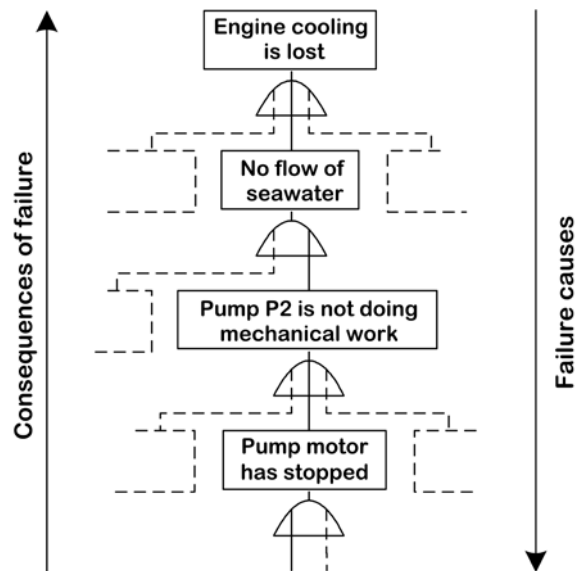 Engine cooling
is lost
No flow of
seawater
Pump P2 is not doing
mechanical work
Pump motor
has stopped
Consequences of failure
Failure causes